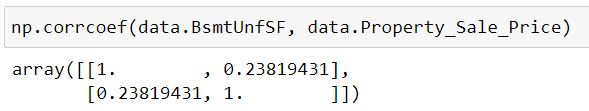 np.corrcoef(data.BsmtUnfSF, data.Property_Sale_Price)
array([[1.        , 0.23819431],
       [0.23819431, 1.        ]])